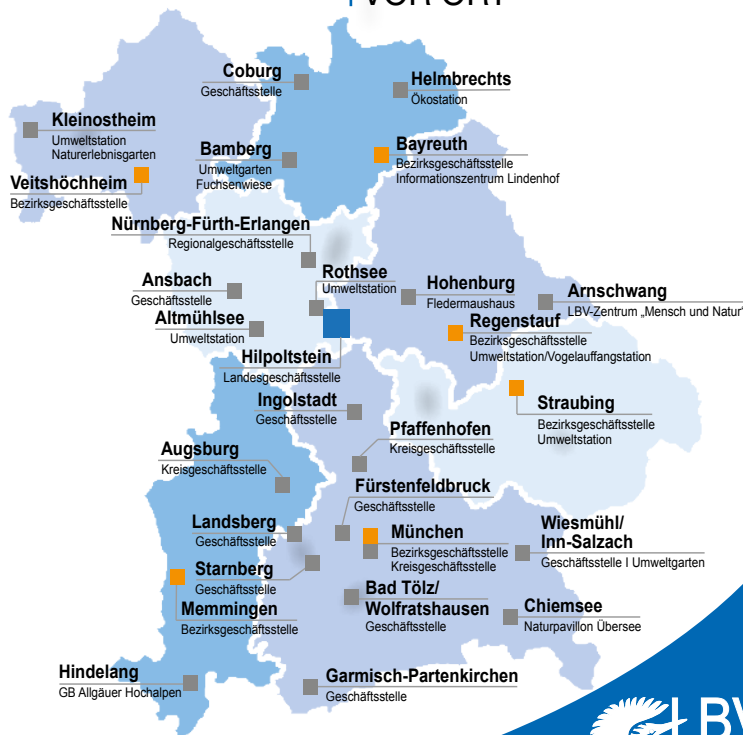 VOR ORT
Coburg
Geschäftsstelle
Helmbrechts
Ökostation
Kleinostheim
Umweltstation
Naturerlebnisgarten
Bamberg
Umweltgarten
Fuchsenwiese
Bayreuth
Bezirksgeschäftsstelle
Informationszentrum Lindenhof
Veitshöchheim
Bezirksgeschäftsstelle
Nürnberg-Fürth-Erlangen
Regionalgeschäftsstelle
Ansbach
Geschäftsstelle
Rothsee
Umweltstation
Hohenburg
Fledermaushaus
Arnschwang
LBV-Zentrum „Mensch und Natur“
Altmühlsee
Umweltstation
Regenstauf
Bezirksgeschäftsstelle
Umweltstation/Vogelauffangstation
Hilpoltstein
Landesgeschäftsstelle
Ingolstadt
Geschäftsstelle
Straubing
Bezirksgeschäftsstelle
Umweltstation
Pfaffenhofen
Kreisgeschäftsstelle
Augsburg
Kreisgeschäftsstelle
Fürstenfeldbruck
Geschäftsstelle
Landsberg
Geschäftsstelle
München
Bezirksgeschäftsstelle
Kreisgeschäftsstelle
Wiesmühl/
Inn-Salzach
Geschäftsstelle I Umweltgarten
Starnberg
Geschäftsstelle
Bad Tölz/
Wolfratshausen
Geschäftsstelle
Memmingen
Bezirksgeschäftsstelle
Chiemsee
Naturpavillon Übersee
Hindelang
GB Allgäuer Hochalpen
Garmisch-Partenkirchen
Geschäftsstelle
LBV